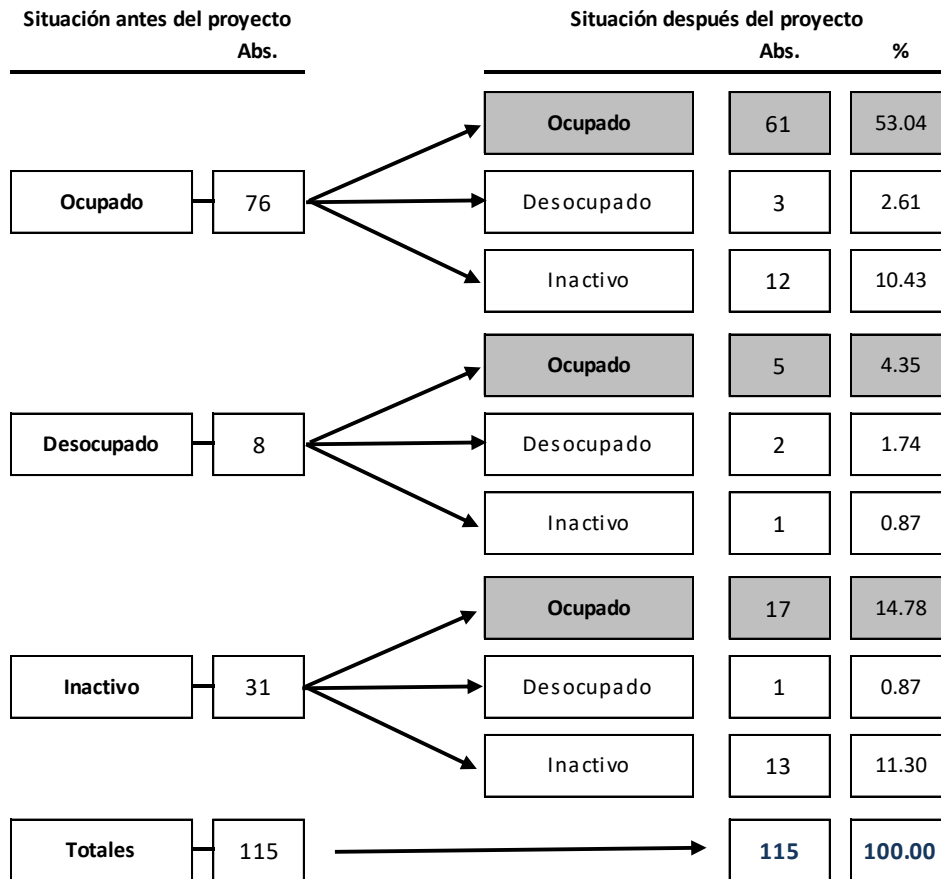 Situación antes del proyecto
Situación después del proyecto
Abs.
Abs. %
Ocupado 61 53.04
Ocupado 76 Desocupado 3 2.61
Inactivo 12 10.43
Ocupado 5 4.35
Desocupado 8 Desocupado 2 1.74
Inactivo 1 0.87
Ocupado 17 14.78
Inactivo 31 Desocupado 1 0.87
Inactivo 13 11.30
Totales 115 115 100.00